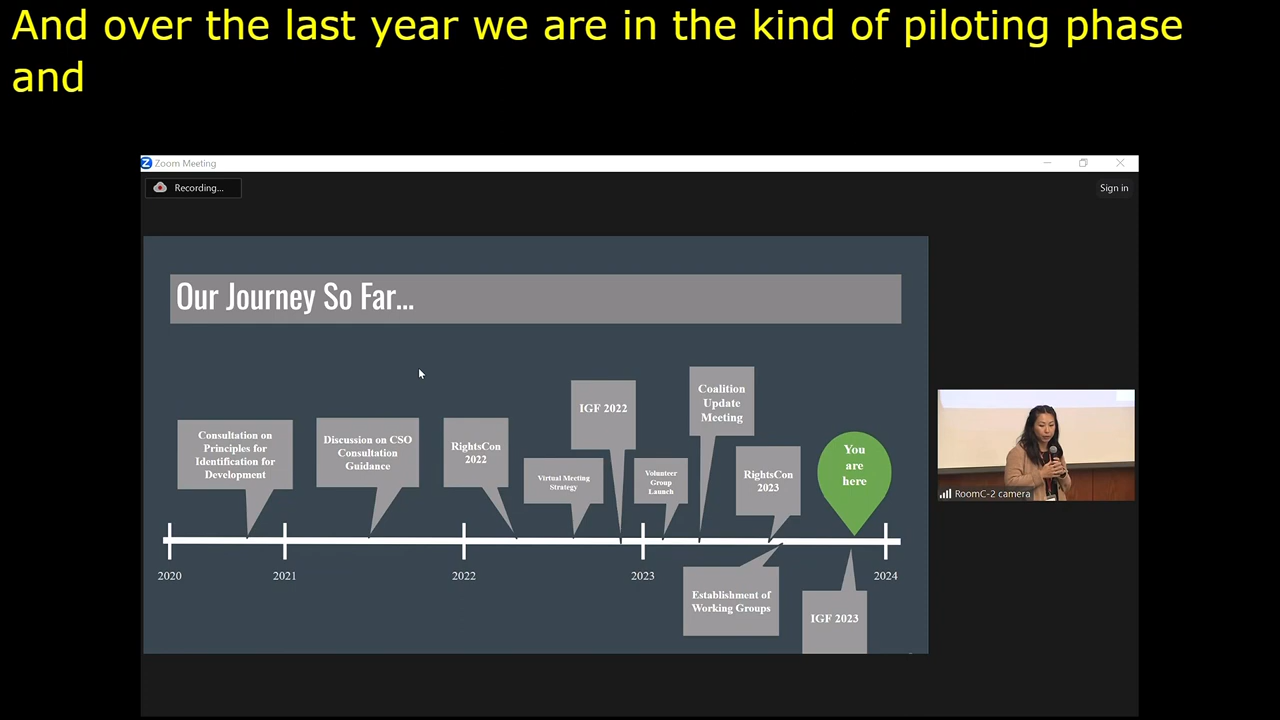 And over the last year we are in the kind of piloting phase
and
Zoom Meeting
Recording...
Sign in
Our Journey So Far...
Consultation on
Principles for
Identification for
Development
Discussion on CSO
Consultation
Guidance
RightsCon
2022
Virtual Meeting
Strategy
IGF 2022
Volunteer
Group
Launch
Coalition
Update
Meeting
RightsCon
2023
You
are
here
2020
2021
2022
2023
2024
Establishment of
Working Groups
IGF 2023
RoomC-2 camera